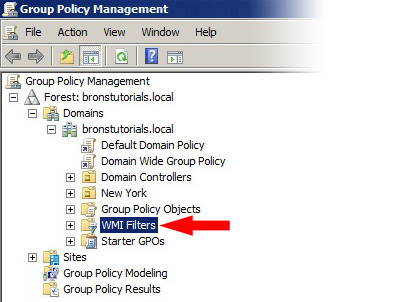 Group Policy Management
File Action View Window Help
Group Policy Management
Forest: bronstutorials.local
Domains
bronstutorials.local
Default Domain Policy
Domain Wide Group Policy
Domain Controllers
New York
Group Policy Objects
WMI Filters
Starter GPOs
Sites
Group Policy Modeling
Group Policy Results